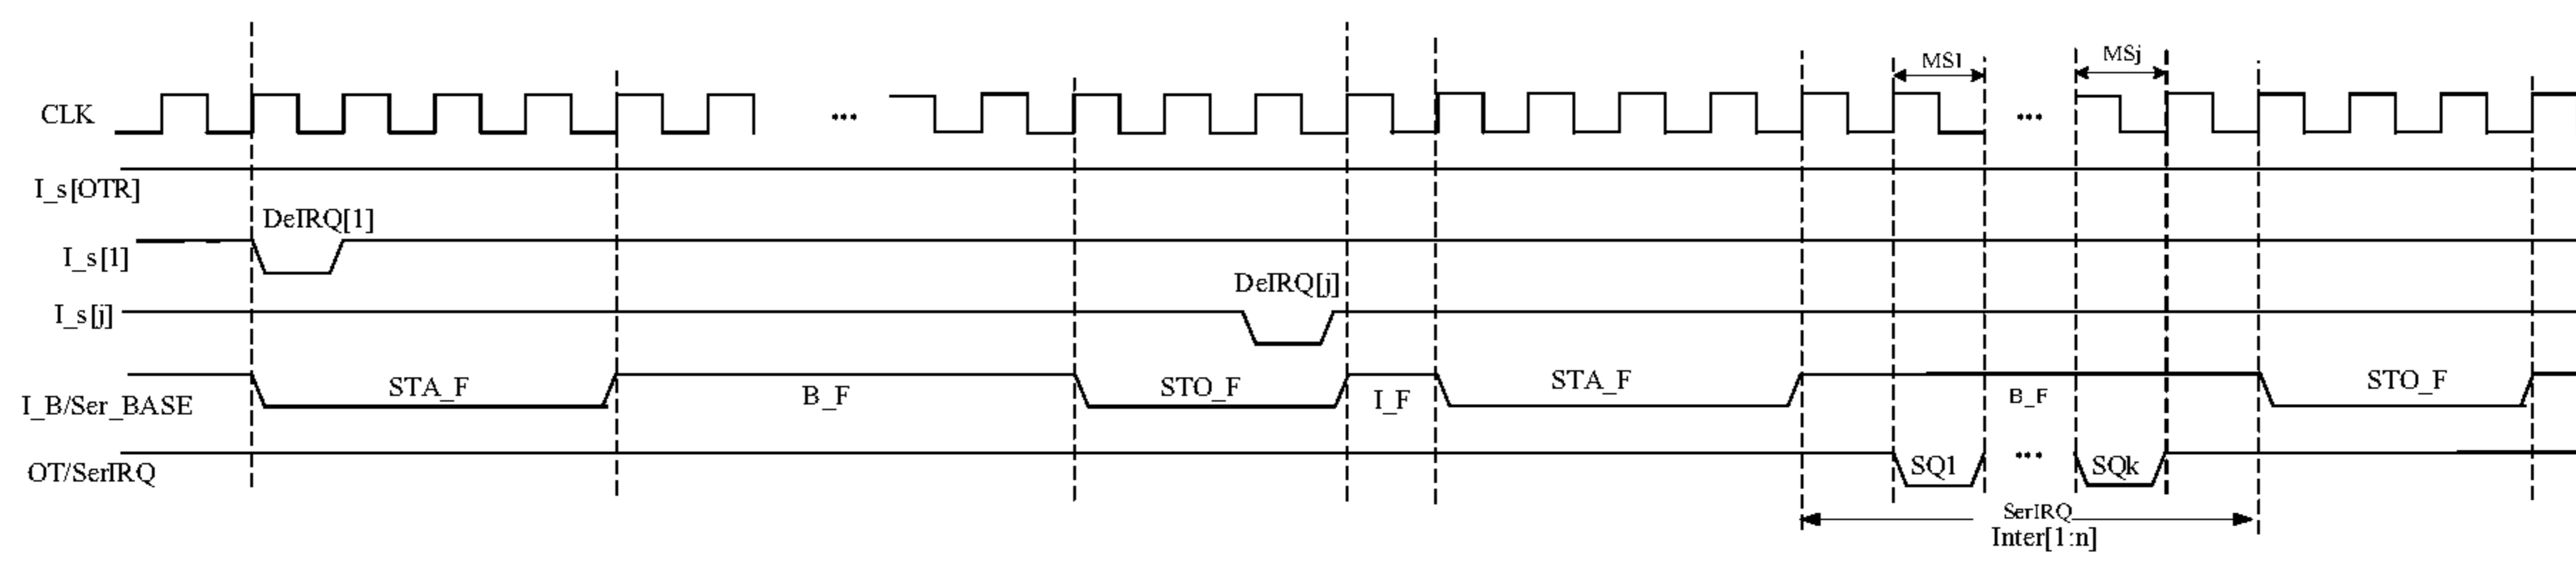 MSl
MSj
CLK
...
...
I_s[OTR]
DeIRQ[1]
I_s[1]
DeIRQ[j]
I_s[j]
STA_F
B_F
STO_F
I_F
STA_F
B_F
STO_F
I_B/Ser_BASE
OT/SerIRQ
SQ1
...
SQk
SerIRQ
Inter[1:n]